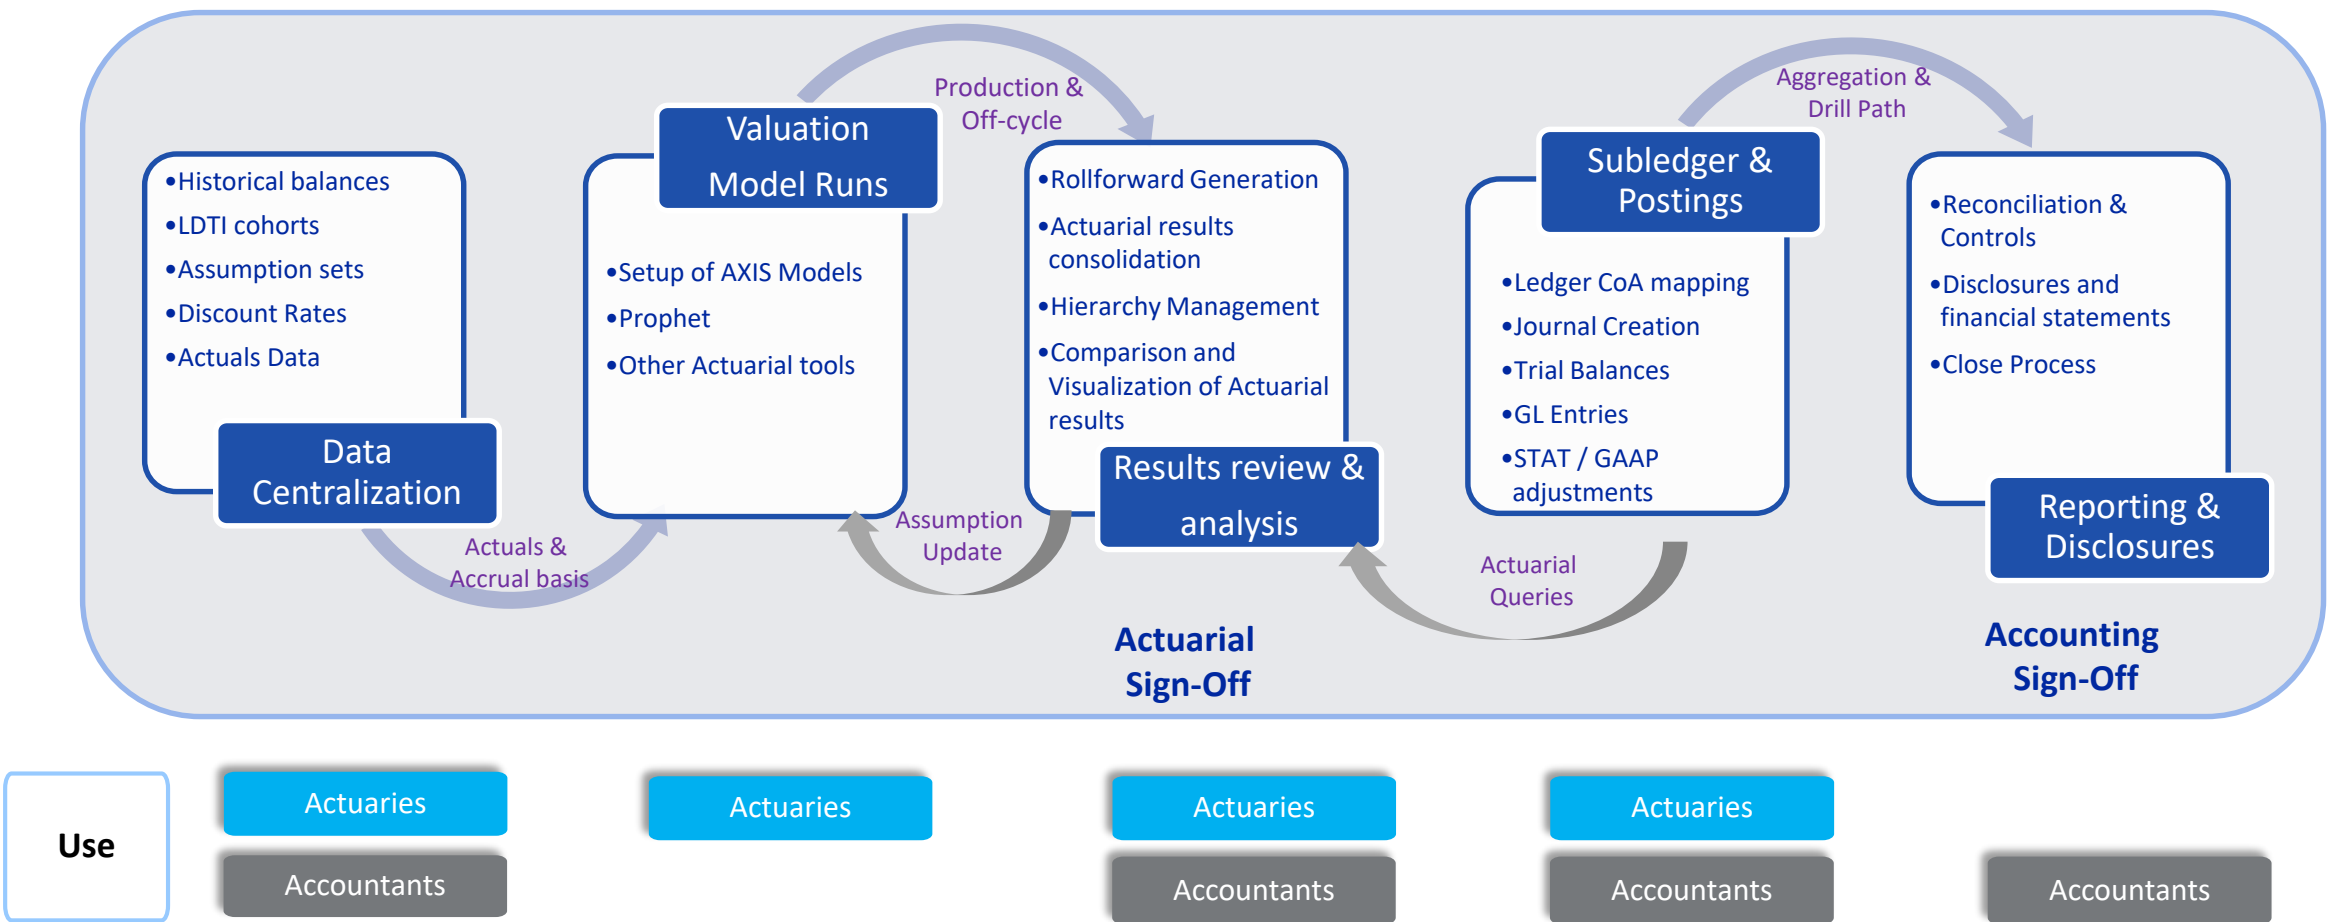 •Historical balances
•LDTI cohorts
•Assumption sets
•Discount Rates
•Actuals Data
Data
Centralization
Actuals &
Accrual basis
Valuation
Model Runs
•Setup of AXIS Models
•Prophet
•Other Actuarial tools
Production &
Off-cycle
•Rollforward Generation
•Actuarial results
consolidation
•Hierarchy Management
•Comparison and
Visualization of Actuarial
results
Results review &
analysis
Assumption
Update
Actuarial
Sign-Off
Subledger &
Postings
•Ledger CoA mapping
•Journal Creation
•Trial Balances
•GL Entries
•STAT / GAAP
adjustments
Actuarial
Queries
Aggregation &
Drill Path
•Reconciliation &
Controls
•Disclosures and
financial statements
•Close Process
Reporting &
Disclosures
Accounting
Sign-Off
Use
Actuaries
Actuaries
Actuaries
Actuaries
Accountants
Accountants
Accountants
Accountants